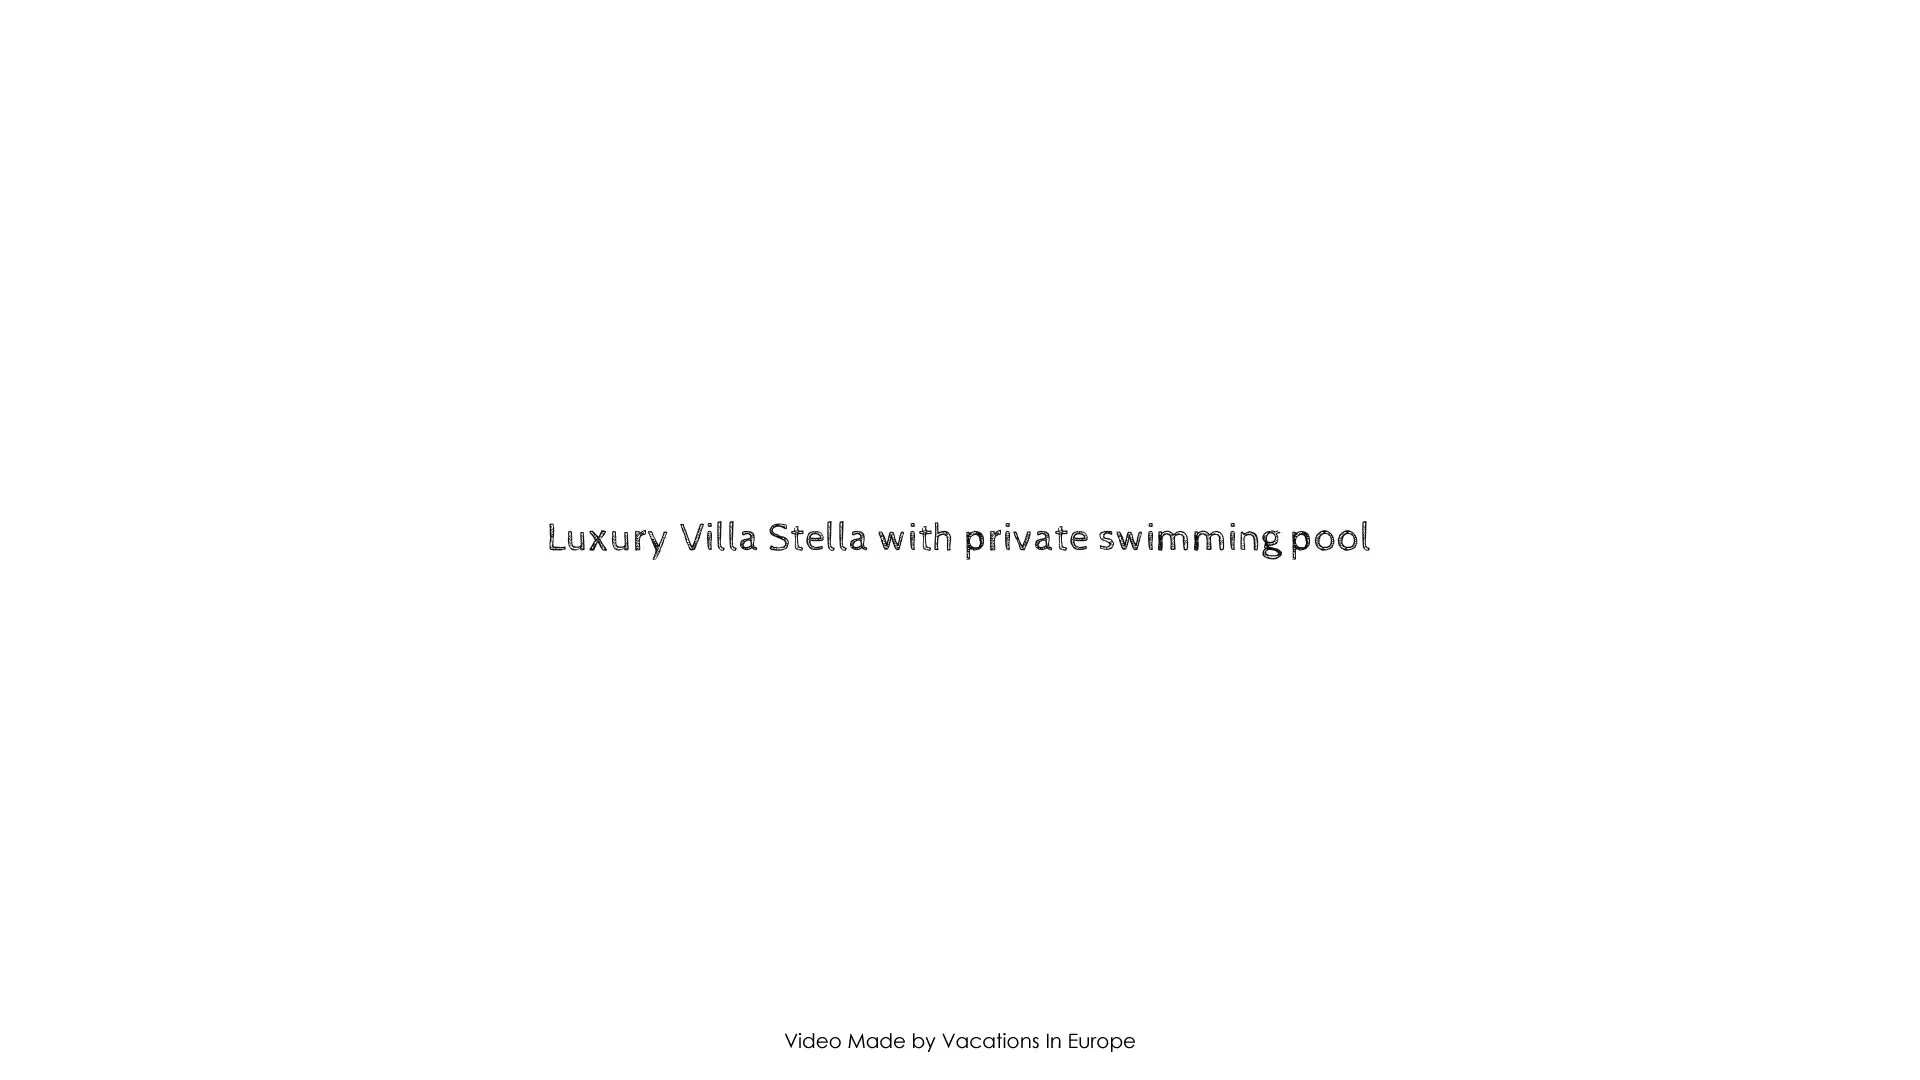 Luxury Villa Stella with private swimming pool
Video Made by Vacations In Europe